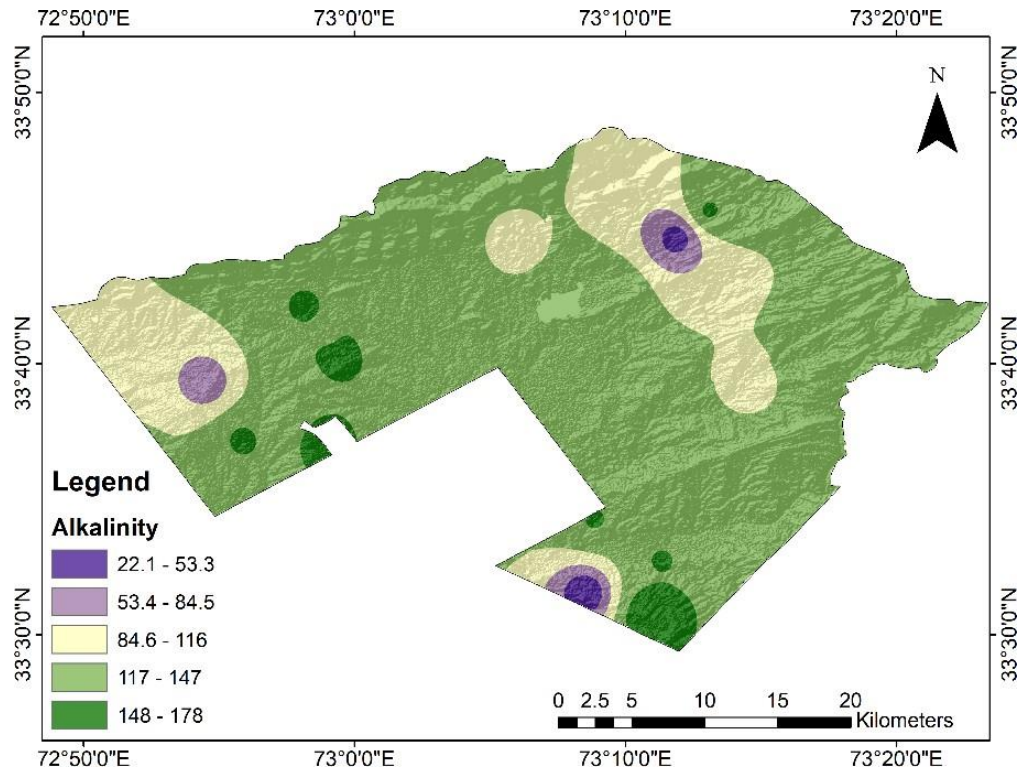 72°50'0"E 73°0'0"E 73°10'0"E 73°20'0"E
N
33°50'0"N 33°50'0"N
33°40'0"N 33°40'0"N
33°30'0"N 33°30'0"N
Legend
Alkalinity
22.1 - 53.3
53.4 - 84.5
84.6 - 116
117 - 147
148 - 178
0 2.5 5 10 15 20
Kilometers
72°50'0"E 73°0'0"E 73°10'0"E 73°20'0"E